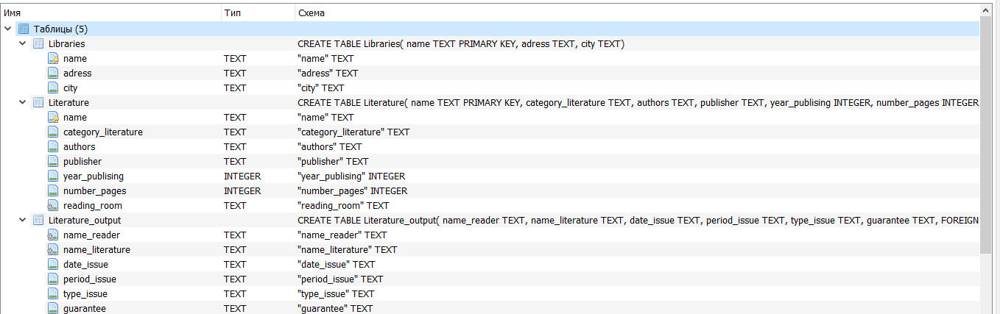 Имя Тип Схема
Таблицы (5)
Libraries CREATE TABLE Libraries( name TEXT PRIMARY KEY, adress TEXT, city TEXT)
name TEXT "name" TEXT
adress TEXT "adress" TEXT
city TEXT "city" TEXT
Literature CREATE TABLE Literature( name TEXT PRIMARY KEY, category_literature TEXT, authors TEXT, publisher TEXT, year_publising INTEGER, number_pages INTEGER
name TEXT "name" TEXT
category_literature TEXT "category_literature" TEXT
authors TEXT "authors" TEXT
publisher TEXT "publisher" TEXT
year_publising INTEGER "year_publising" INTEGER
number_pages INTEGER "number_pages" INTEGER
reading_room TEXT "reading_room" TEXT
Literature_output CREATE TABLE Literature_output( name_reader TEXT, name_literature TEXT, date_issue TEXT, period_issue TEXT, type_issue TEXT, guarantee TEXT, FOREIGN
name_reader TEXT "name_reader" TEXT
name_literature TEXT "name_literature" TEXT
date_issue TEXT "date_issue" TEXT
period_issue TEXT "period_issue" TEXT
type_issue TEXT "type_issue" TEXT
guarantee TEXT "guarantee" TEXT